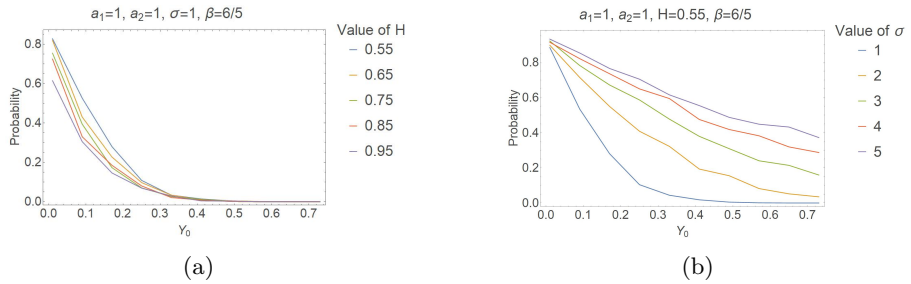 a₁=1, a₂=1, σ=1, β=6/5
Probability
0.8
0.6
0.4
0.2
0.0
0.0 0.1 0.2 0.3 0.4 0.5 0.6 0.7
Y₀
Value of H
0.55
0.65
0.75
0.85
0.95
(a)
a₁=1, a₂=1, H=0.55, β=6/5
Probability
0.8
0.6
0.4
0.2
0.0
0.0 0.1 0.2 0.3 0.4 0.5 0.6 0.7
Y₀
Value of σ
1
2
3
4
5
(b)